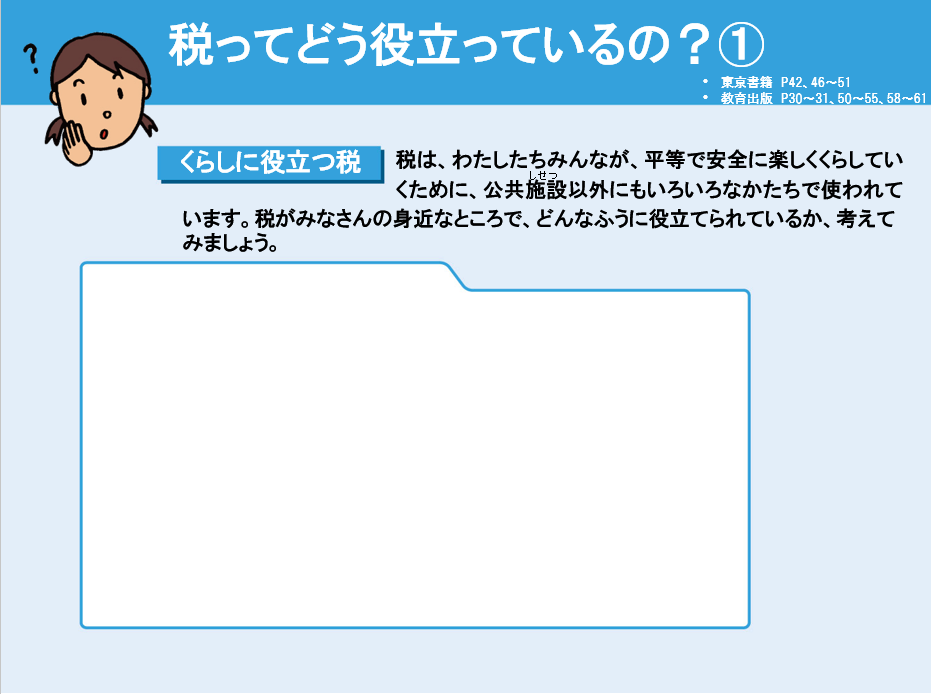 ?
税ってどう役立っているの？①
• 東京書籍 P42、46～51
• 教育出版 P30～31、50～55、58～61
くらしに役立つ税
税は、わたしたちみんなが、平等で安全に楽しくくらしてい
しせつ
くために、公共施設以外にもいろいろなかたちで使われて
います。税がみなさんの身近なところで、どんなふうに役立てられているか、考えて
みましょう。